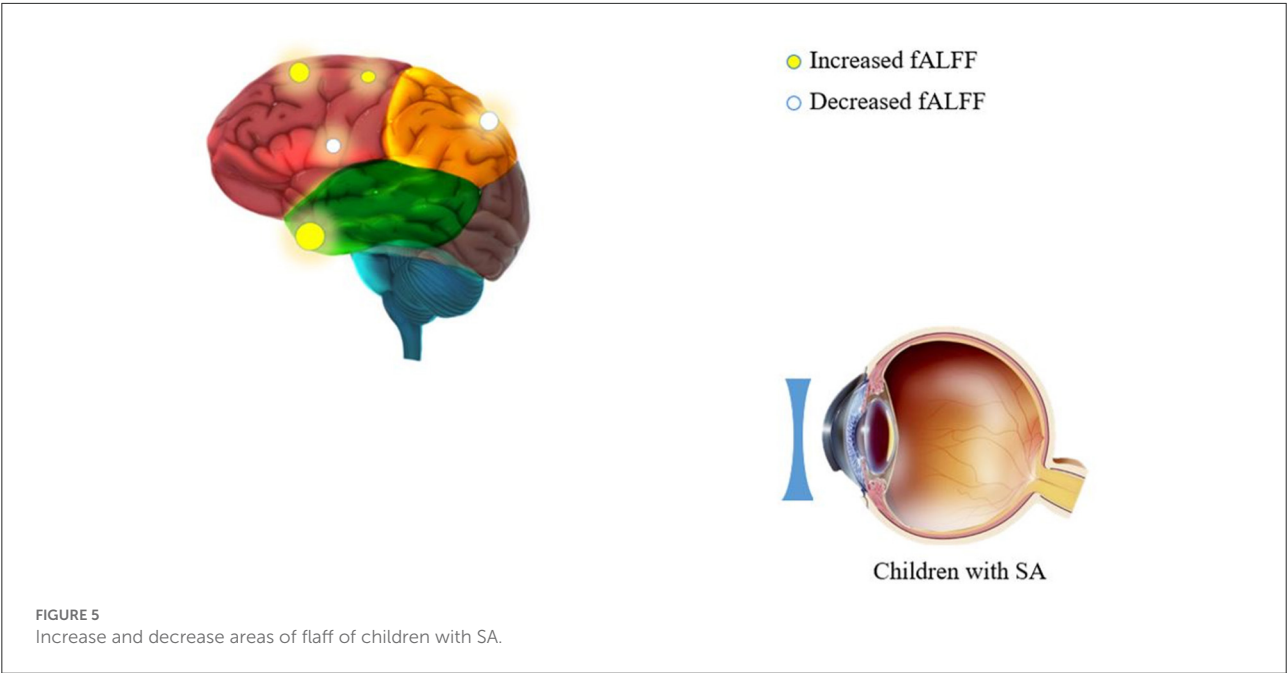 Increased fALFF
Decreased fALFF
Children with SA
FIGURE 5
Increase and decrease areas of flaff of children with SA.